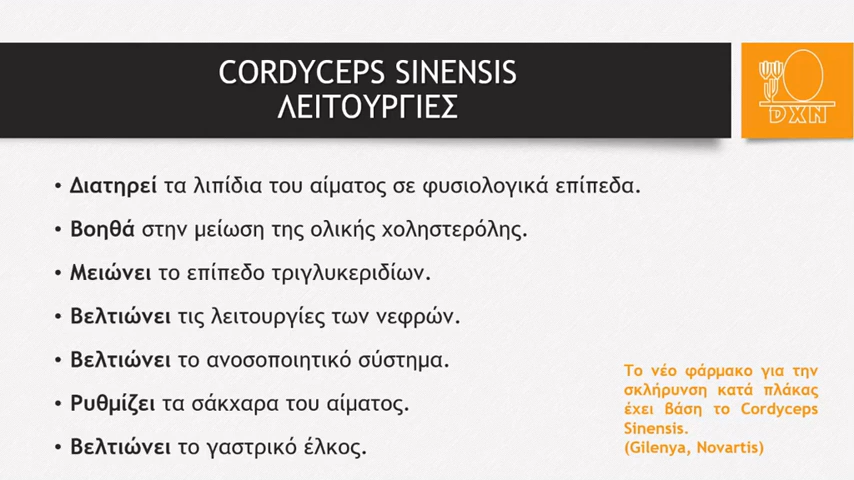 CORDYCEPS SINENSIS
ΛΕΙΤΟΥΡΓΙΕΣ
DXN
• Διατηρεί τα λιπίδια του αίματος σε φυσιολογικά επίπεδα.
• Βοηθά στην μείωση της ολικής χοληστερόλης.
• Μειώνει το επίπεδο τριγλυκεριδίων.
• Βελτιώνει τις λειτουργίες των νεφρών.
• Βελτιώνει το ανοσοποιητικό σύστημα.
• Ρυθμίζει τα σάκχαρα του αίματος.
• Βελτιώνει το γαστρικό έλκος.
Το νέο φάρμακο για την
σκλήρυνση κατά πλάκας
έχει βάση το Cordyceps
Sinensis.
(Gilenya, Novartis)